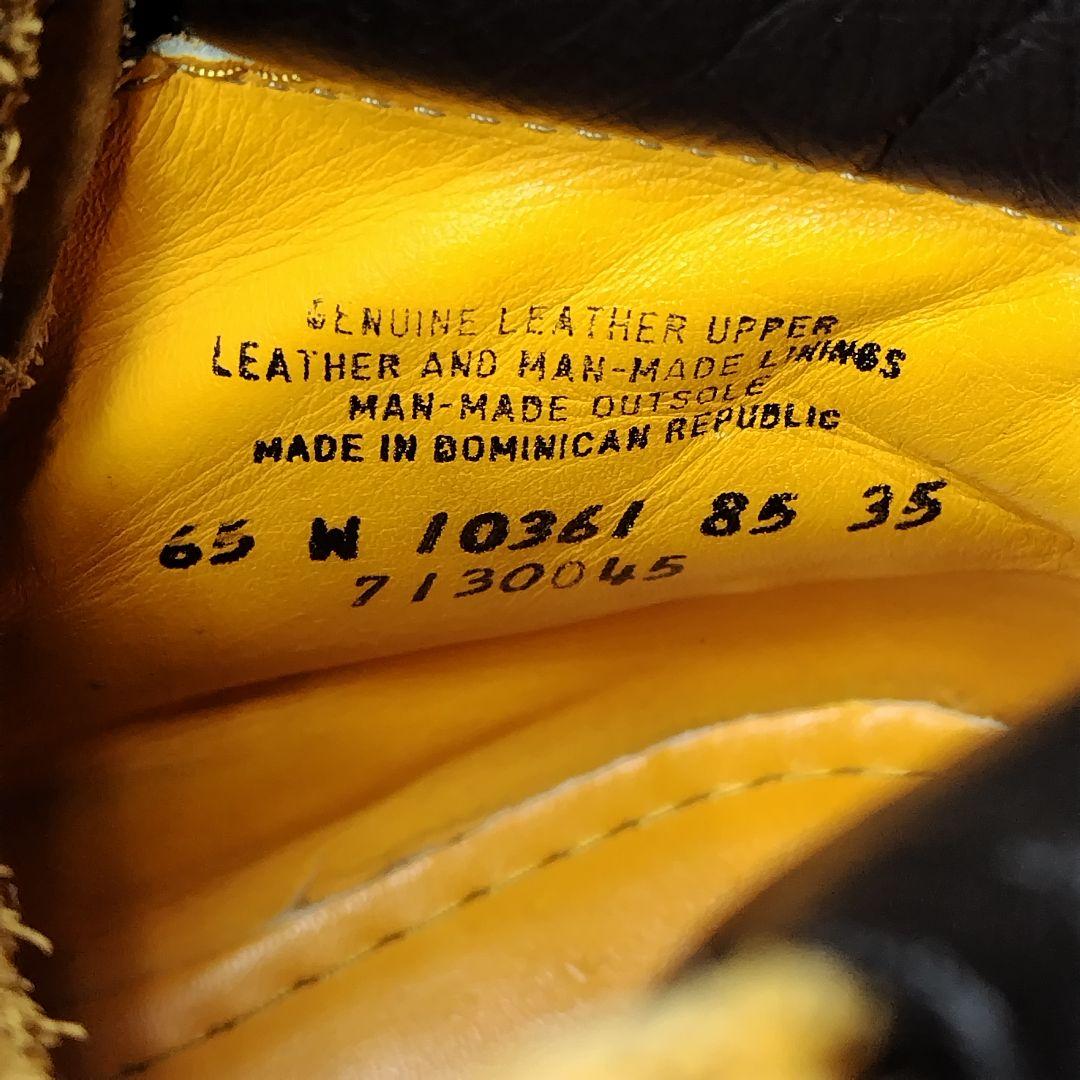 GENUINE LEATHER UPPER
LEATHER AND MAN-MADE LININGS
MAN-MADE OUTSOLE
MADE IN DOMINICAN REPUBLIC
65 W 10361 85 35
7130045